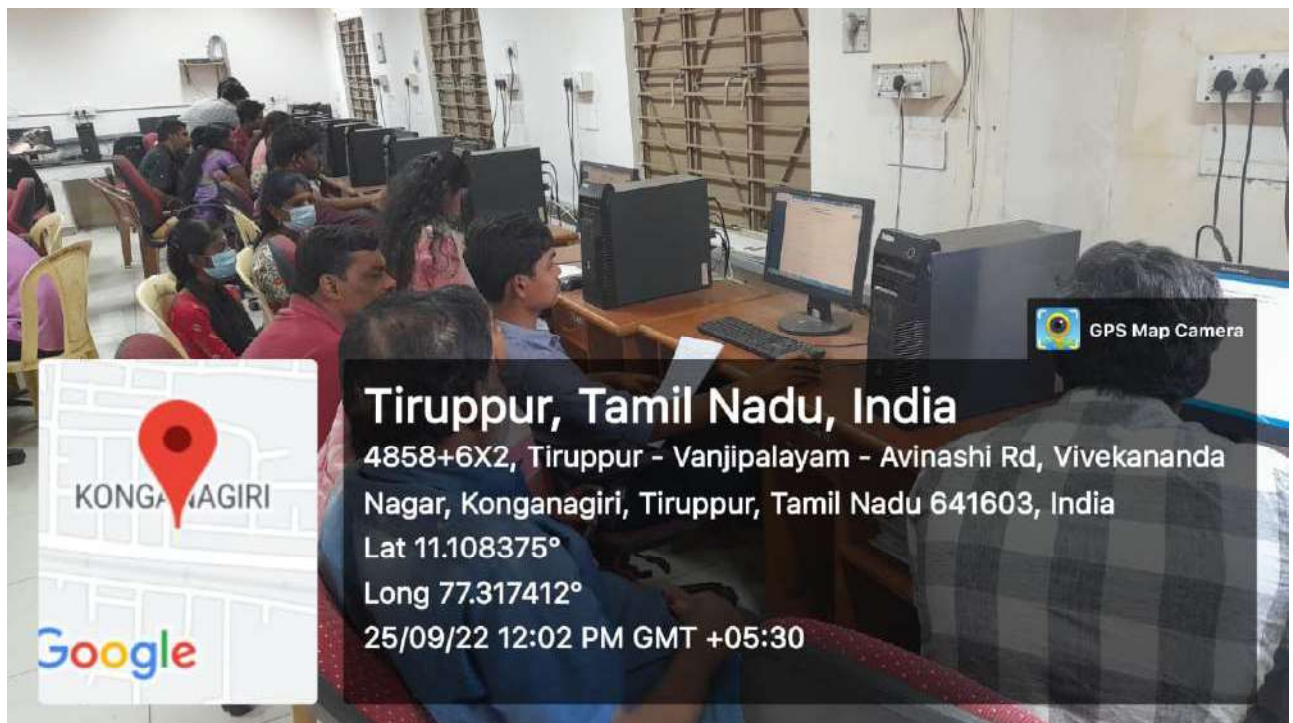 GPS Map Camera
Tiruppur, Tamil Nadu, India
4858+6X2, Tiruppur - Vanjipalayam - Avinashi Rd, Vivekananda
Nagar, Konganagiri, Tiruppur, Tamil Nadu 641603, India
Lat 11.108375°
Long 77.317412°
25/09/22 12:02 PM GMT +05:30
Google